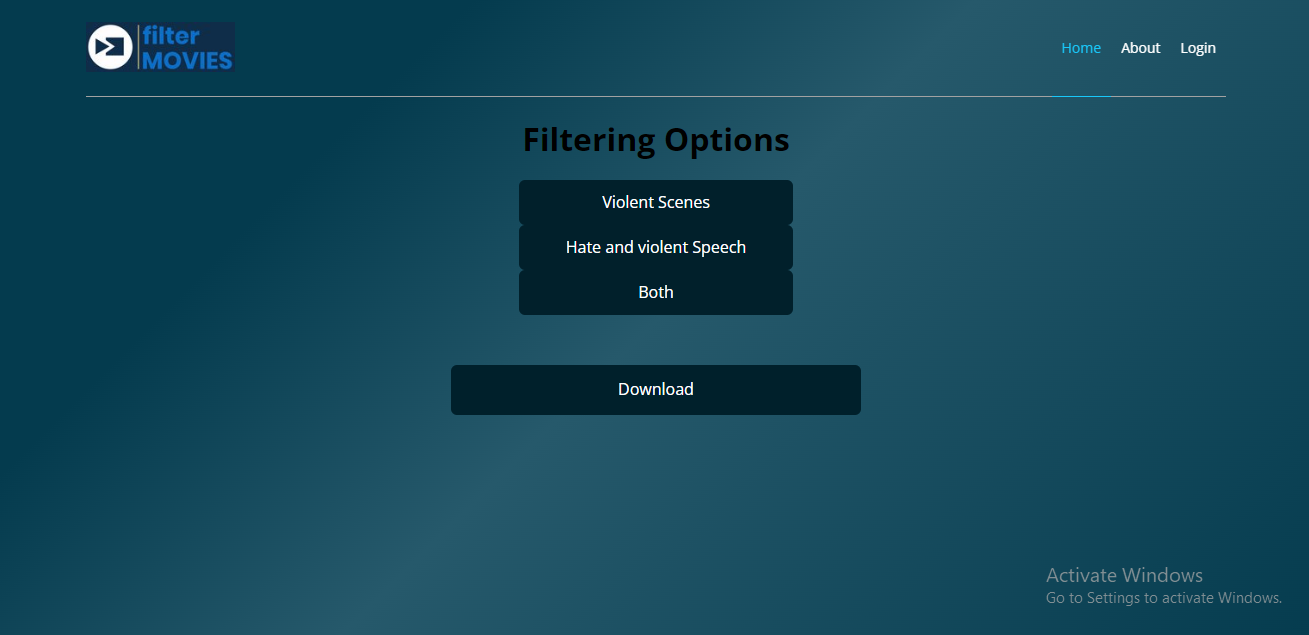 filter
MOVIES
Home About Login
Filtering Options
Violent Scenes
Hate and violent Speech
Both
Download
Activate Windows
Go to Settings to activate Windows.